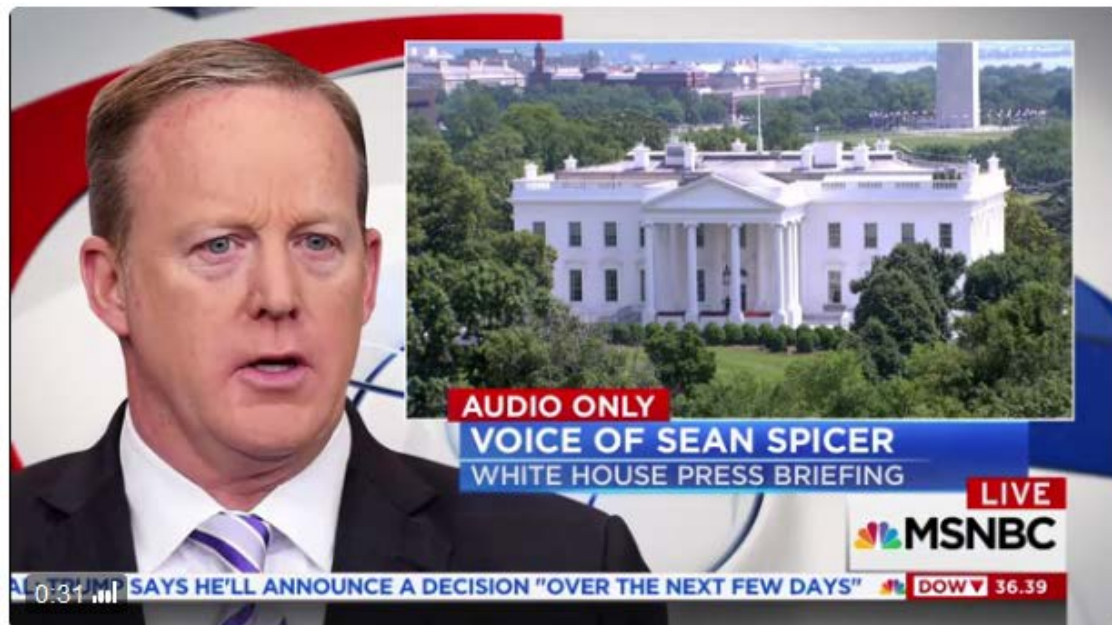 AUDIO ONLY
VOICE OF SEAN SPICER
WHITE HOUSE PRESS BRIEFING
LIVE
MSNBC
TRUMP SAYS HE'LL ANNOUNCE A DECISION "OVER THE NEXT FEW DAYS" DOW▼ 36.39
0:31